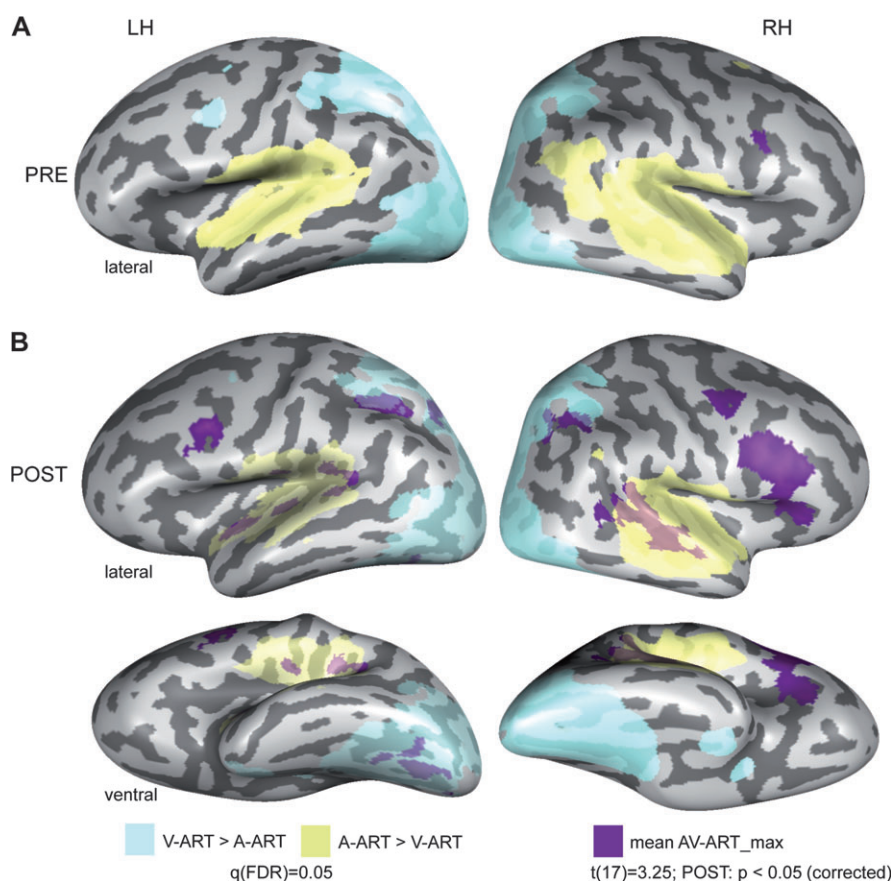 A
LH
RH
PRE
lateral
B
POST
lateral
ventral
V-ART > A-ART
A-ART > V-ART
mean AV-ART_max
q(FDR)=0.05
t(17)=3.25; POST: p < 0.05 (corrected)